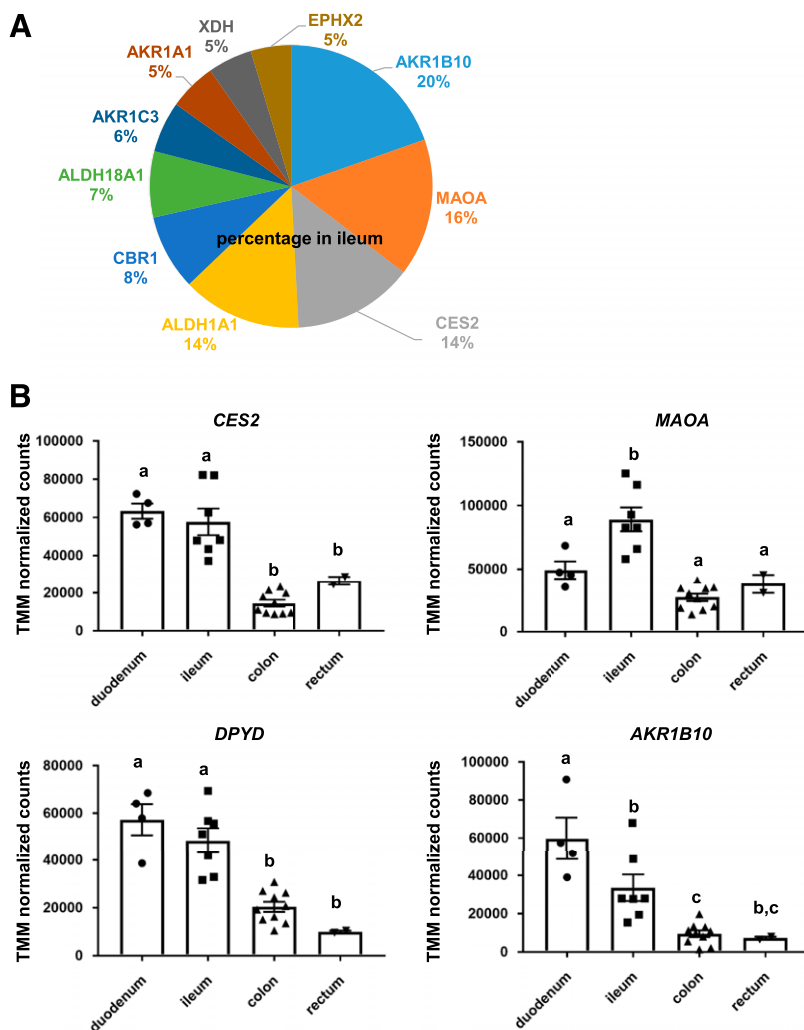 A
XDH
5%
EPHX2
5%
AKR1A1
5%
AKR1B10
20%
AKR1C3
6%
ALDH18A1
7%
MAOA
16%
percentage in ileum
CBR1
8%
ALDH1A1
14%
CES2
14%
B
CES2
TMM normalized counts
100000
80000
60000
40000
20000
0
a
a
b
b
duodenum
ileum
colon
rectum
MAOA
TMM normalized counts
150000
100000
50000
0
a
b
a
a
duodenum
ileum
colon
rectum
DPYD
TMM normalized counts
80000
60000
40000
20000
0
a
a
b
b
duodenum
ileum
colon
rectum
AKR1B10
TMM normalized counts
100000
80000
60000
40000
20000
0
a
b
c
b,c
duodenum
ileum
colon
rectum